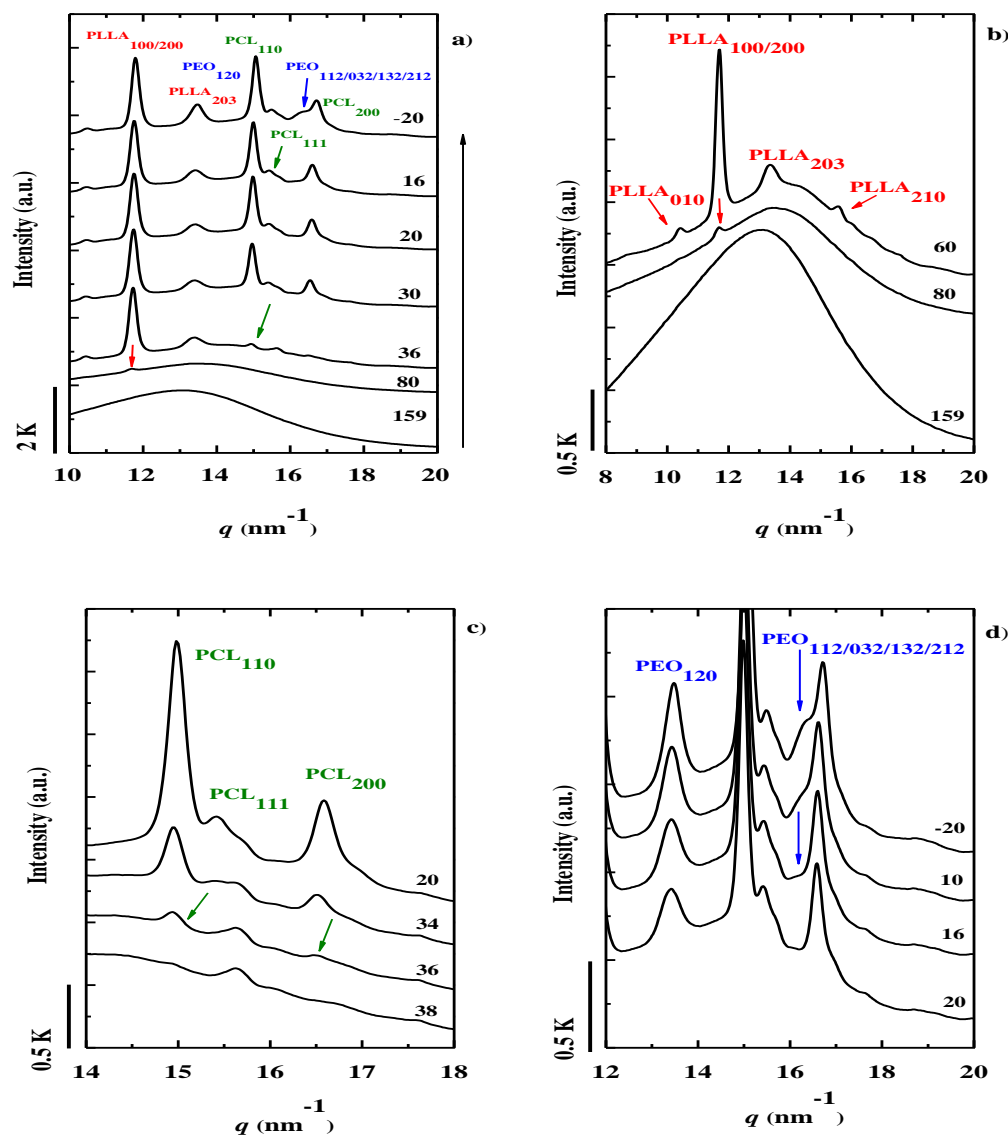 a)
PLLA100/200
PCL110
PEO120
PEO112/032/132/212
PLLA203
PCL200
PCL111
-20
16
20
30
36
80
159
Intensity (a.u.)
2 K
10 12 14 16 18 20
q (nm-1)
b)
PLLA100/200
PLLA203
PLLA010
PLLA210
60
80
159
Intensity (a.u.)
0.5 K
8 10 12 14 16 18 20
q (nm-1)
c)
PCL110
PCL111
PCL200
20
34
36
38
Intensity (a.u.)
0.5 K
14 15 16 17 18
q (nm-1)
d)
PEO120
PEO112/032/132/212
-20
10
16
20
Intensity (a.u.)
0.5 K
12 14 16 18 20
q (nm-1)